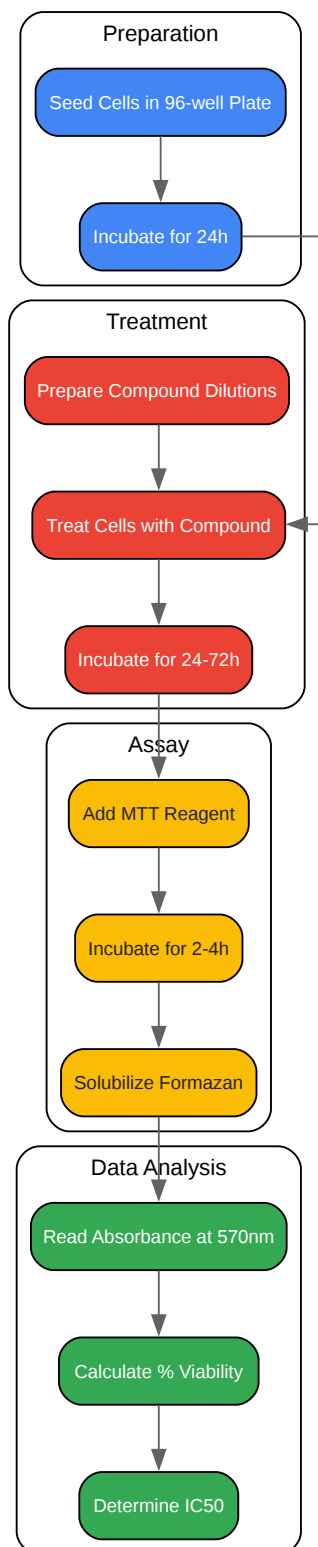 Preparation
Seed Cells in 96-well Plate
Incubate for 24h
Treatment
Prepare Compound Dilutions
Treat Cells with Compound
Incubate for 24-72h
Assay
Add MTT Reagent
Incubate for 2-4h
Solubilize Formazan
Data Analysis
Read Absorbance at 570nm
Calculate % Viability
Determine IC50